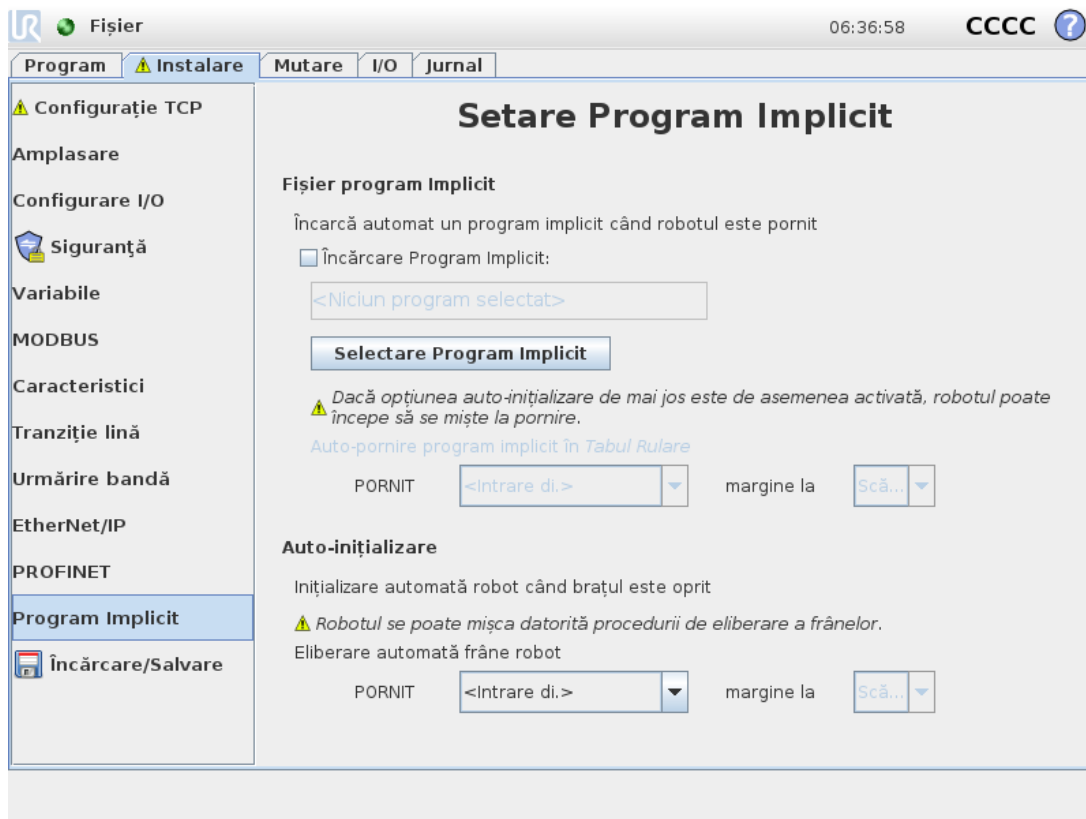 UR
Fișier
06:36:58
CCCC
?
Program
Instalare
Mutare
I/O
Jurnal
Configurație TCP
Amplasare
Configurare I/O
Siguranță
Variabile
MODBUS
Caracteristici
Tranziție lină
Urmărire bandă
EtherNet/IP
PROFINET
Program Implicit
Încărcare/Salvare
Setare Program Implicit
Fișier program Implicit
Încarcă automat un program implicit când robotul este pornit
Încărcare Program Implicit:
<Niciun program selectat>
Selectare Program Implicit
Dacă opțiunea auto-inițializare de mai jos este de asemenea activată, robotul poate
începe să se miște la pornire.
Auto-pornire program implicit în Tabul Rulare
PORNIT <Intrare di.> margine la Scă...
Auto-inițializare
Inițializare automată robot când brațul este oprit
Robotul se poate mișca datorită procedurii de eliberare a frânelor.
Eliberare automată frâne robot
PORNIT <Intrare di.> margine la Scă...